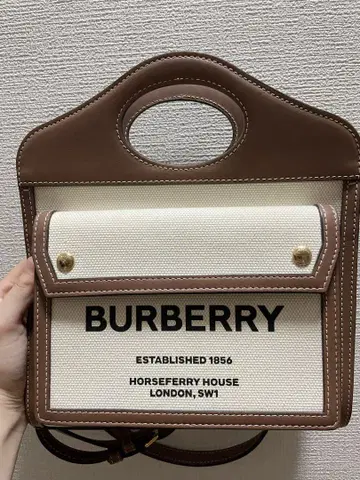 BURBERRY
ESTABLISHED 1856
HORSEFERRY HOUSE
LONDON, SW1